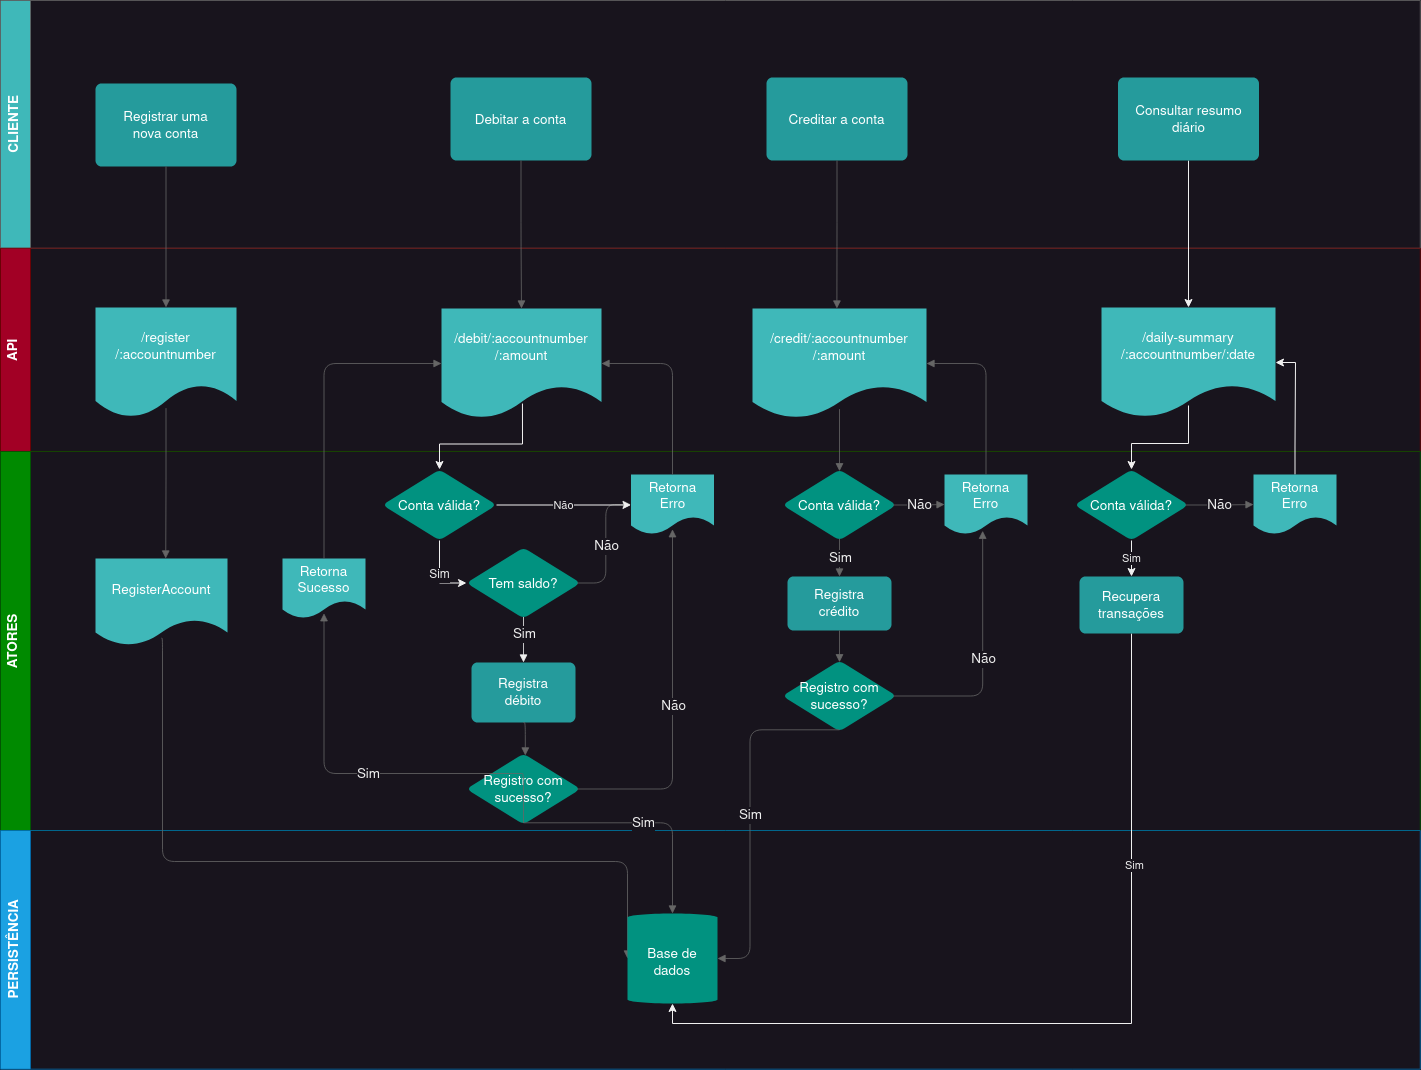 CLIENTE
Registrar uma
nova conta
Debitar a conta
Creditar a conta
Consultar resumo
diário
API
/register
/:accountnumber
/debit/:accountnumber
/:amount
/credit/:accountnumber
/:amount
/daily-summary
/:accountnumber/:date
ATORES
Conta válida?
Não
Retorna
Erro
Conta válida?
Não
Retorna
Erro
Conta válida?
Não
Retorna
Erro
Não
Sim
Sim
Sim
RegisterAccount
Retorna
Sucesso
Tem saldo?
Registra
crédito
Recupera
transações
Sim
Não
Registra
débito
Registro com
sucesso?
Não
Sim
Registro com
sucesso?
Sim
Sim
PERSISTÊNCIA
Sim
Base de
dados